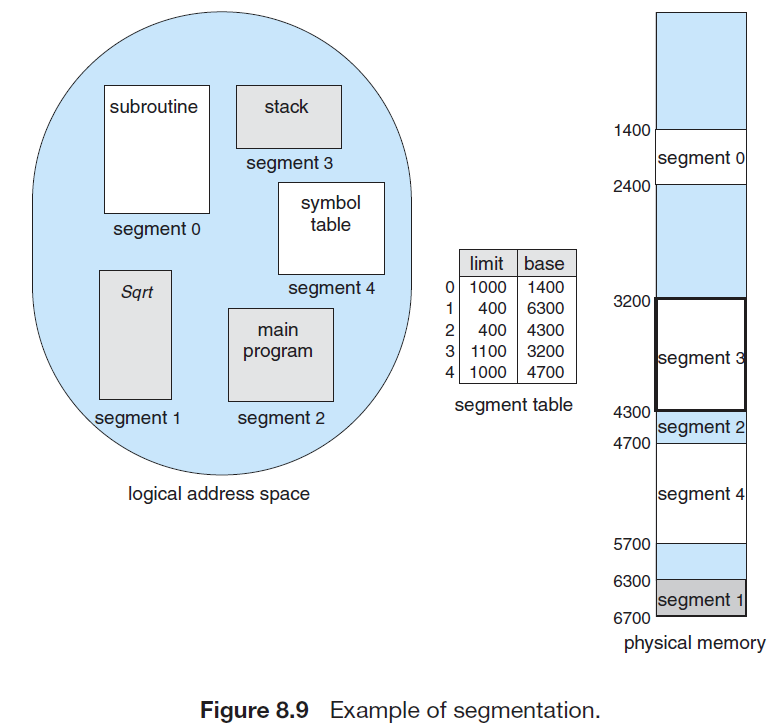 subroutine
segment 0
stack
segment 3
symbol
table
segment 4
Sqrt
segment 1
main
program
segment 2
logical address space
limit base
0 1000 1400
1 400 6300
2 400 4300
3 1100 3200
4 1000 4700
segment table
1400
segment 0
2400
3200
segment 3
4300
segment 2
4700
segment 4
5700
6300
segment 1
6700
physical memory
Figure 8.9 Example of segmentation.